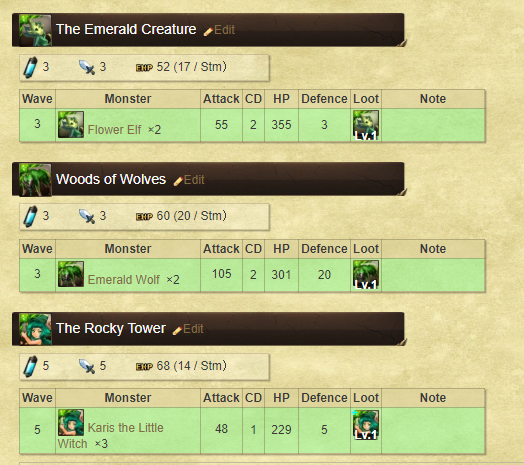 The Emerald Creature Edit
3 3 EXP 52 (17 / Stm)
Wave Monster Attack CD HP Defence Loot Note
3 Flower Elf ×2 55 2 355 3 Lv.1
Woods of Wolves Edit
3 3 EXP 60 (20 / Stm)
Wave Monster Attack CD HP Defence Loot Note
3 Emerald Wolf ×2 105 2 301 20 Lv.1
The Rocky Tower Edit
5 5 EXP 68 (14 / Stm)
Wave Monster Attack CD HP Defence Loot Note
5 Karis the Little 48 1 229 5 Lv.1
Witch ×3